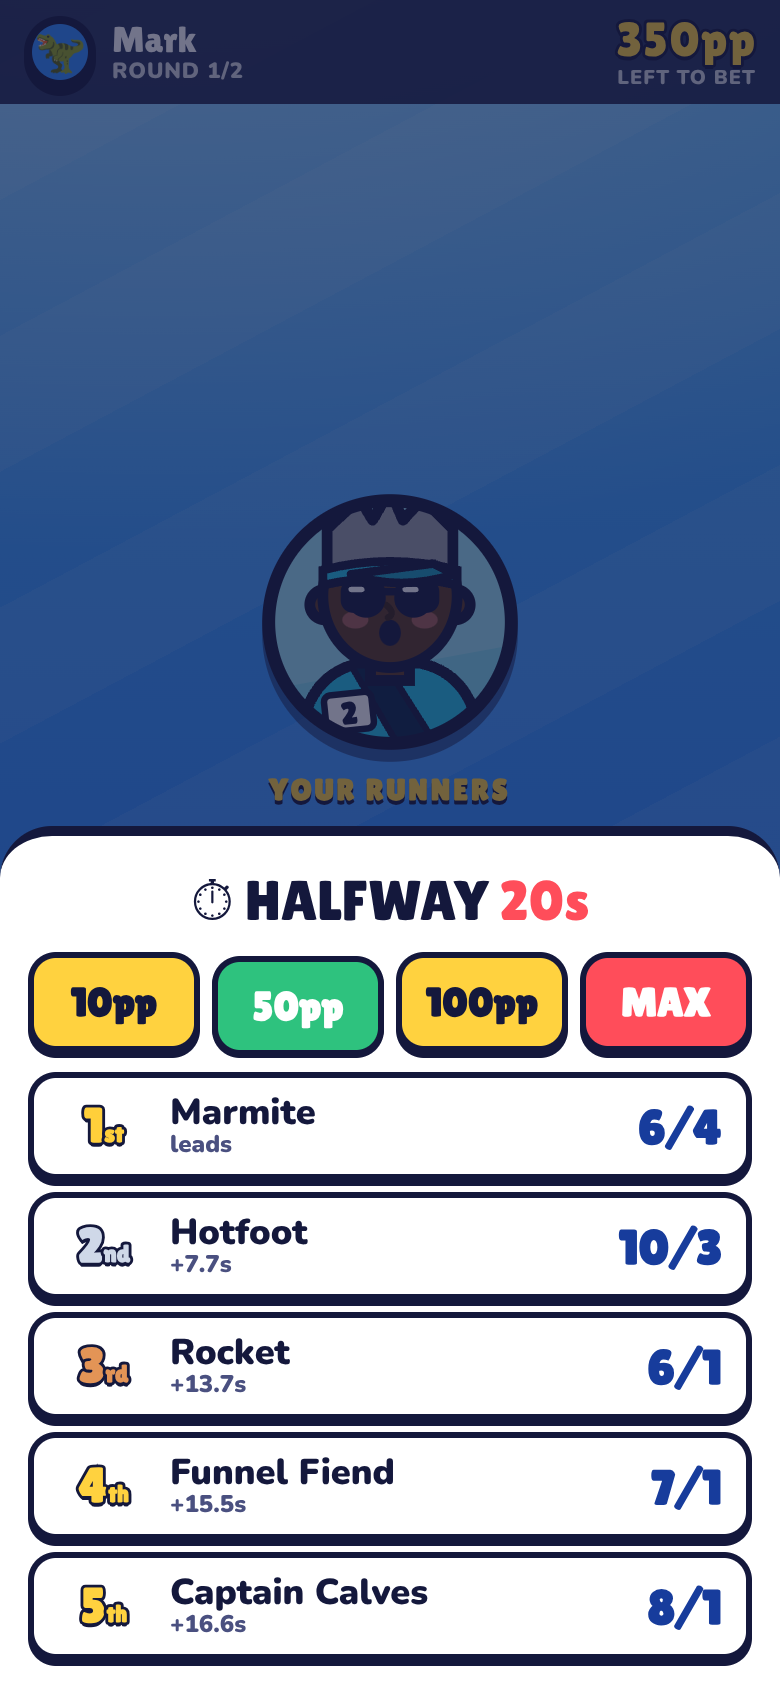 Mark
ROUND 1/2
350pp
LEFT TO BET
2
YOUR RUNNERS
⏱ HALFWAY 20s
10pp 50pp 100pp MAX
1st Marmite 6/4
leads
2nd Hotfoot 10/3
+7.7s
3rd Rocket 6/1
+13.7s
4th Funnel Fiend 7/1
+15.5s
5th Captain Calves 8/1
+16.6s